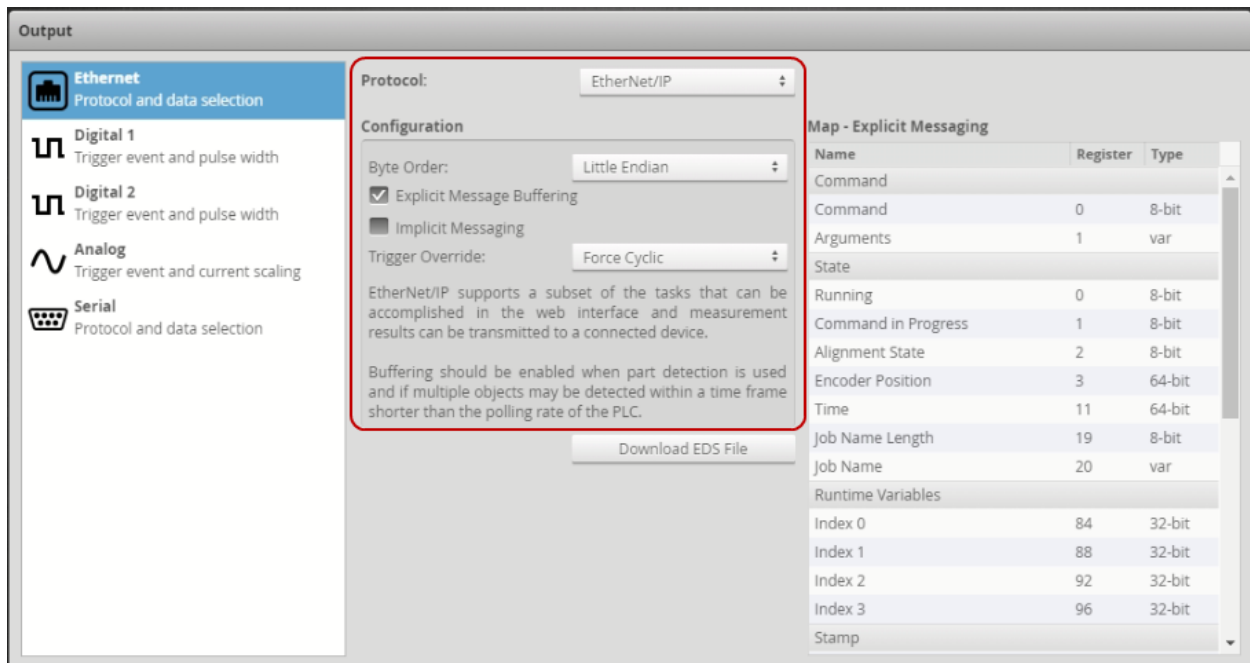 Output
Ethernet
Protocol and data selection
Digital 1
Trigger event and pulse width
Digital 2
Trigger event and pulse width
Analog
Trigger event and current scaling
Serial
Protocol and data selection
Protocol: EtherNet/IP
Configuration
Byte Order: Little Endian
Explicit Message Buffering
Implicit Messaging
Trigger Override: Force Cyclic
EtherNet/IP supports a subset of the tasks that can be
accomplished in the web interface and measurement
results can be transmitted to a connected device.
Buffering should be enabled when part detection is used
and if multiple objects may be detected within a time frame
shorter than the polling rate of the PLC.
Download EDS File
Map - Explicit Messaging
Name Register Type
Command
Command 0 8-bit
Arguments 1 var
State
Running 0 8-bit
Command in Progress 1 8-bit
Alignment State 2 8-bit
Encoder Position 3 64-bit
Time 11 64-bit
Job Name Length 19 8-bit
Job Name 20 var
Runtime Variables
Index 0 84 32-bit
Index 1 88 32-bit
Index 2 92 32-bit
Index 3 96 32-bit
Stamp